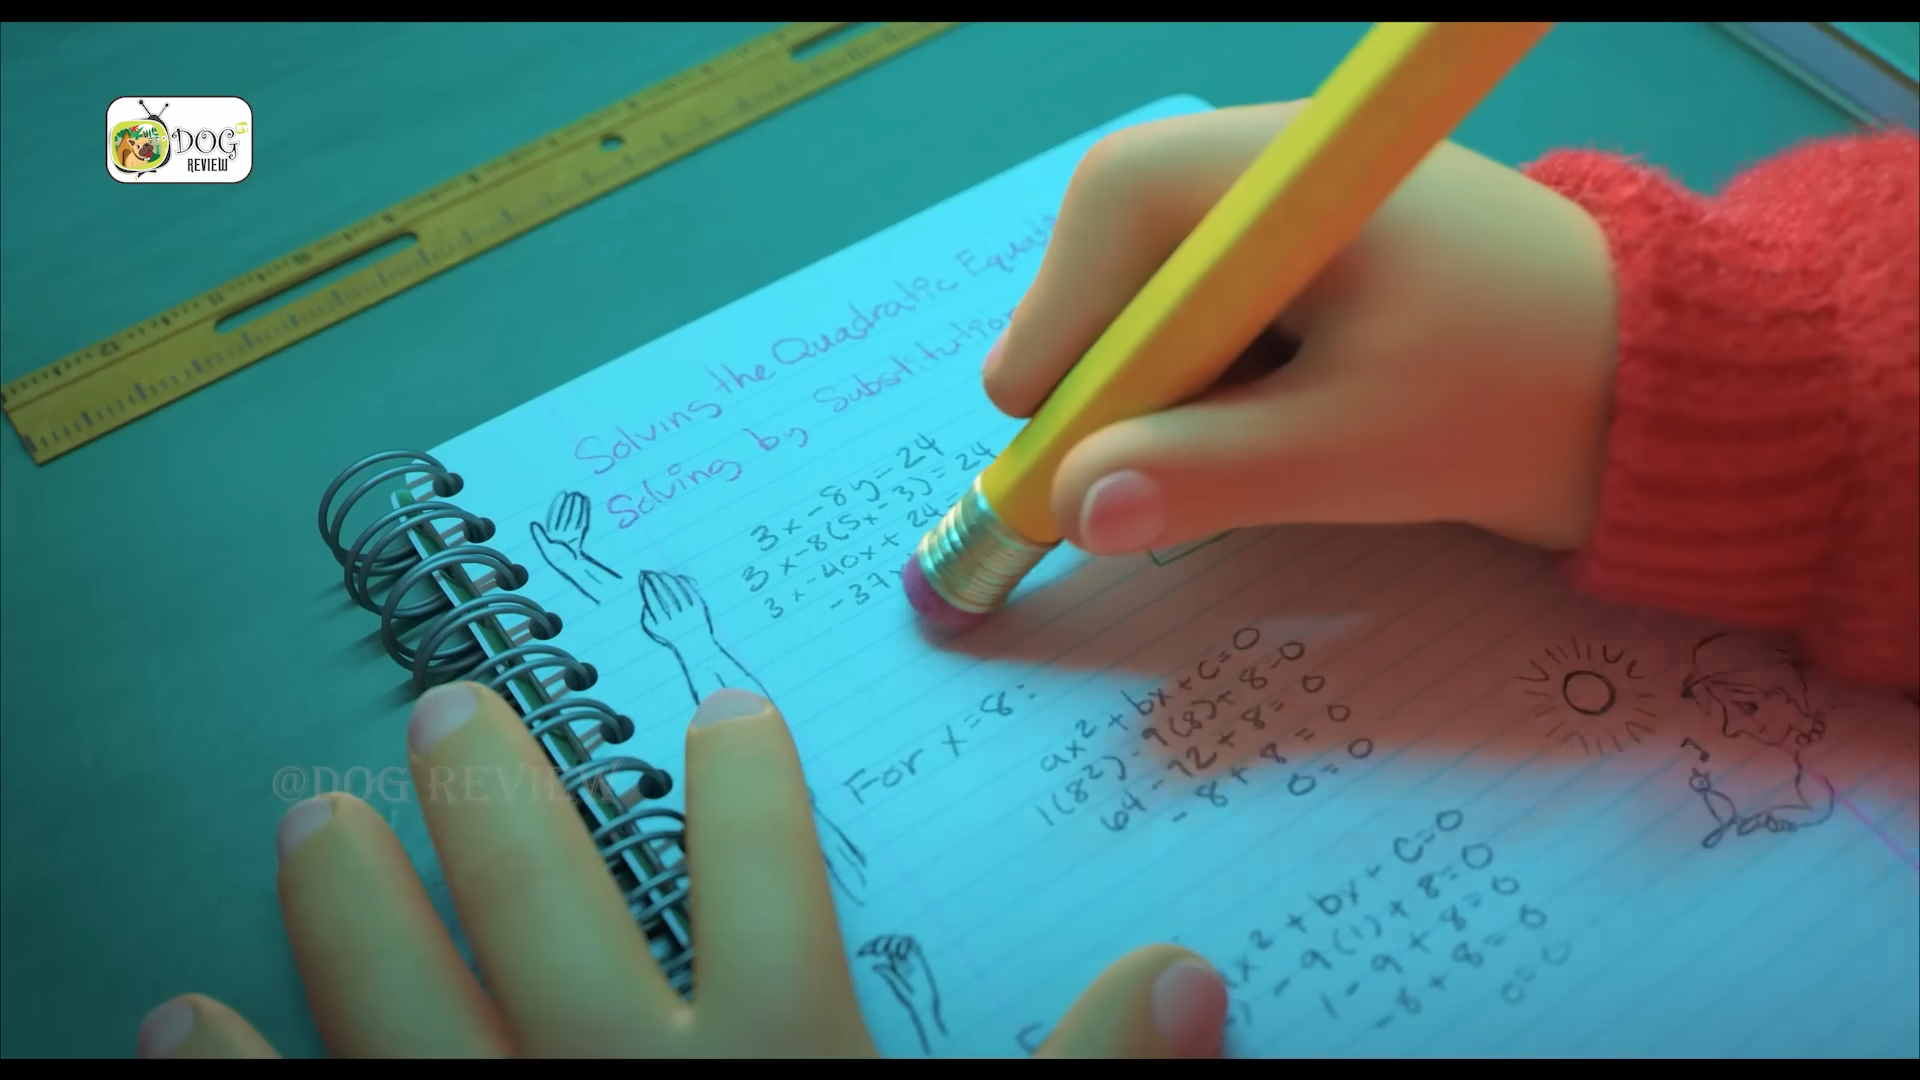 DOG
REVIEW
Solving the Quadratic
Solving by Substitution
3x-8y=24
3x-8(5x-3)=24
3x-40x+24
-37x
@DOG REVIEW
For x=8:
ax²+bx+c=0
1(8²)-9(8)+8=0
64-72+8=0
-8+8=0
0=0
ax²+bx+c=0
-9(1)+8=0
1-9+8=0
-8+8=0
0=0